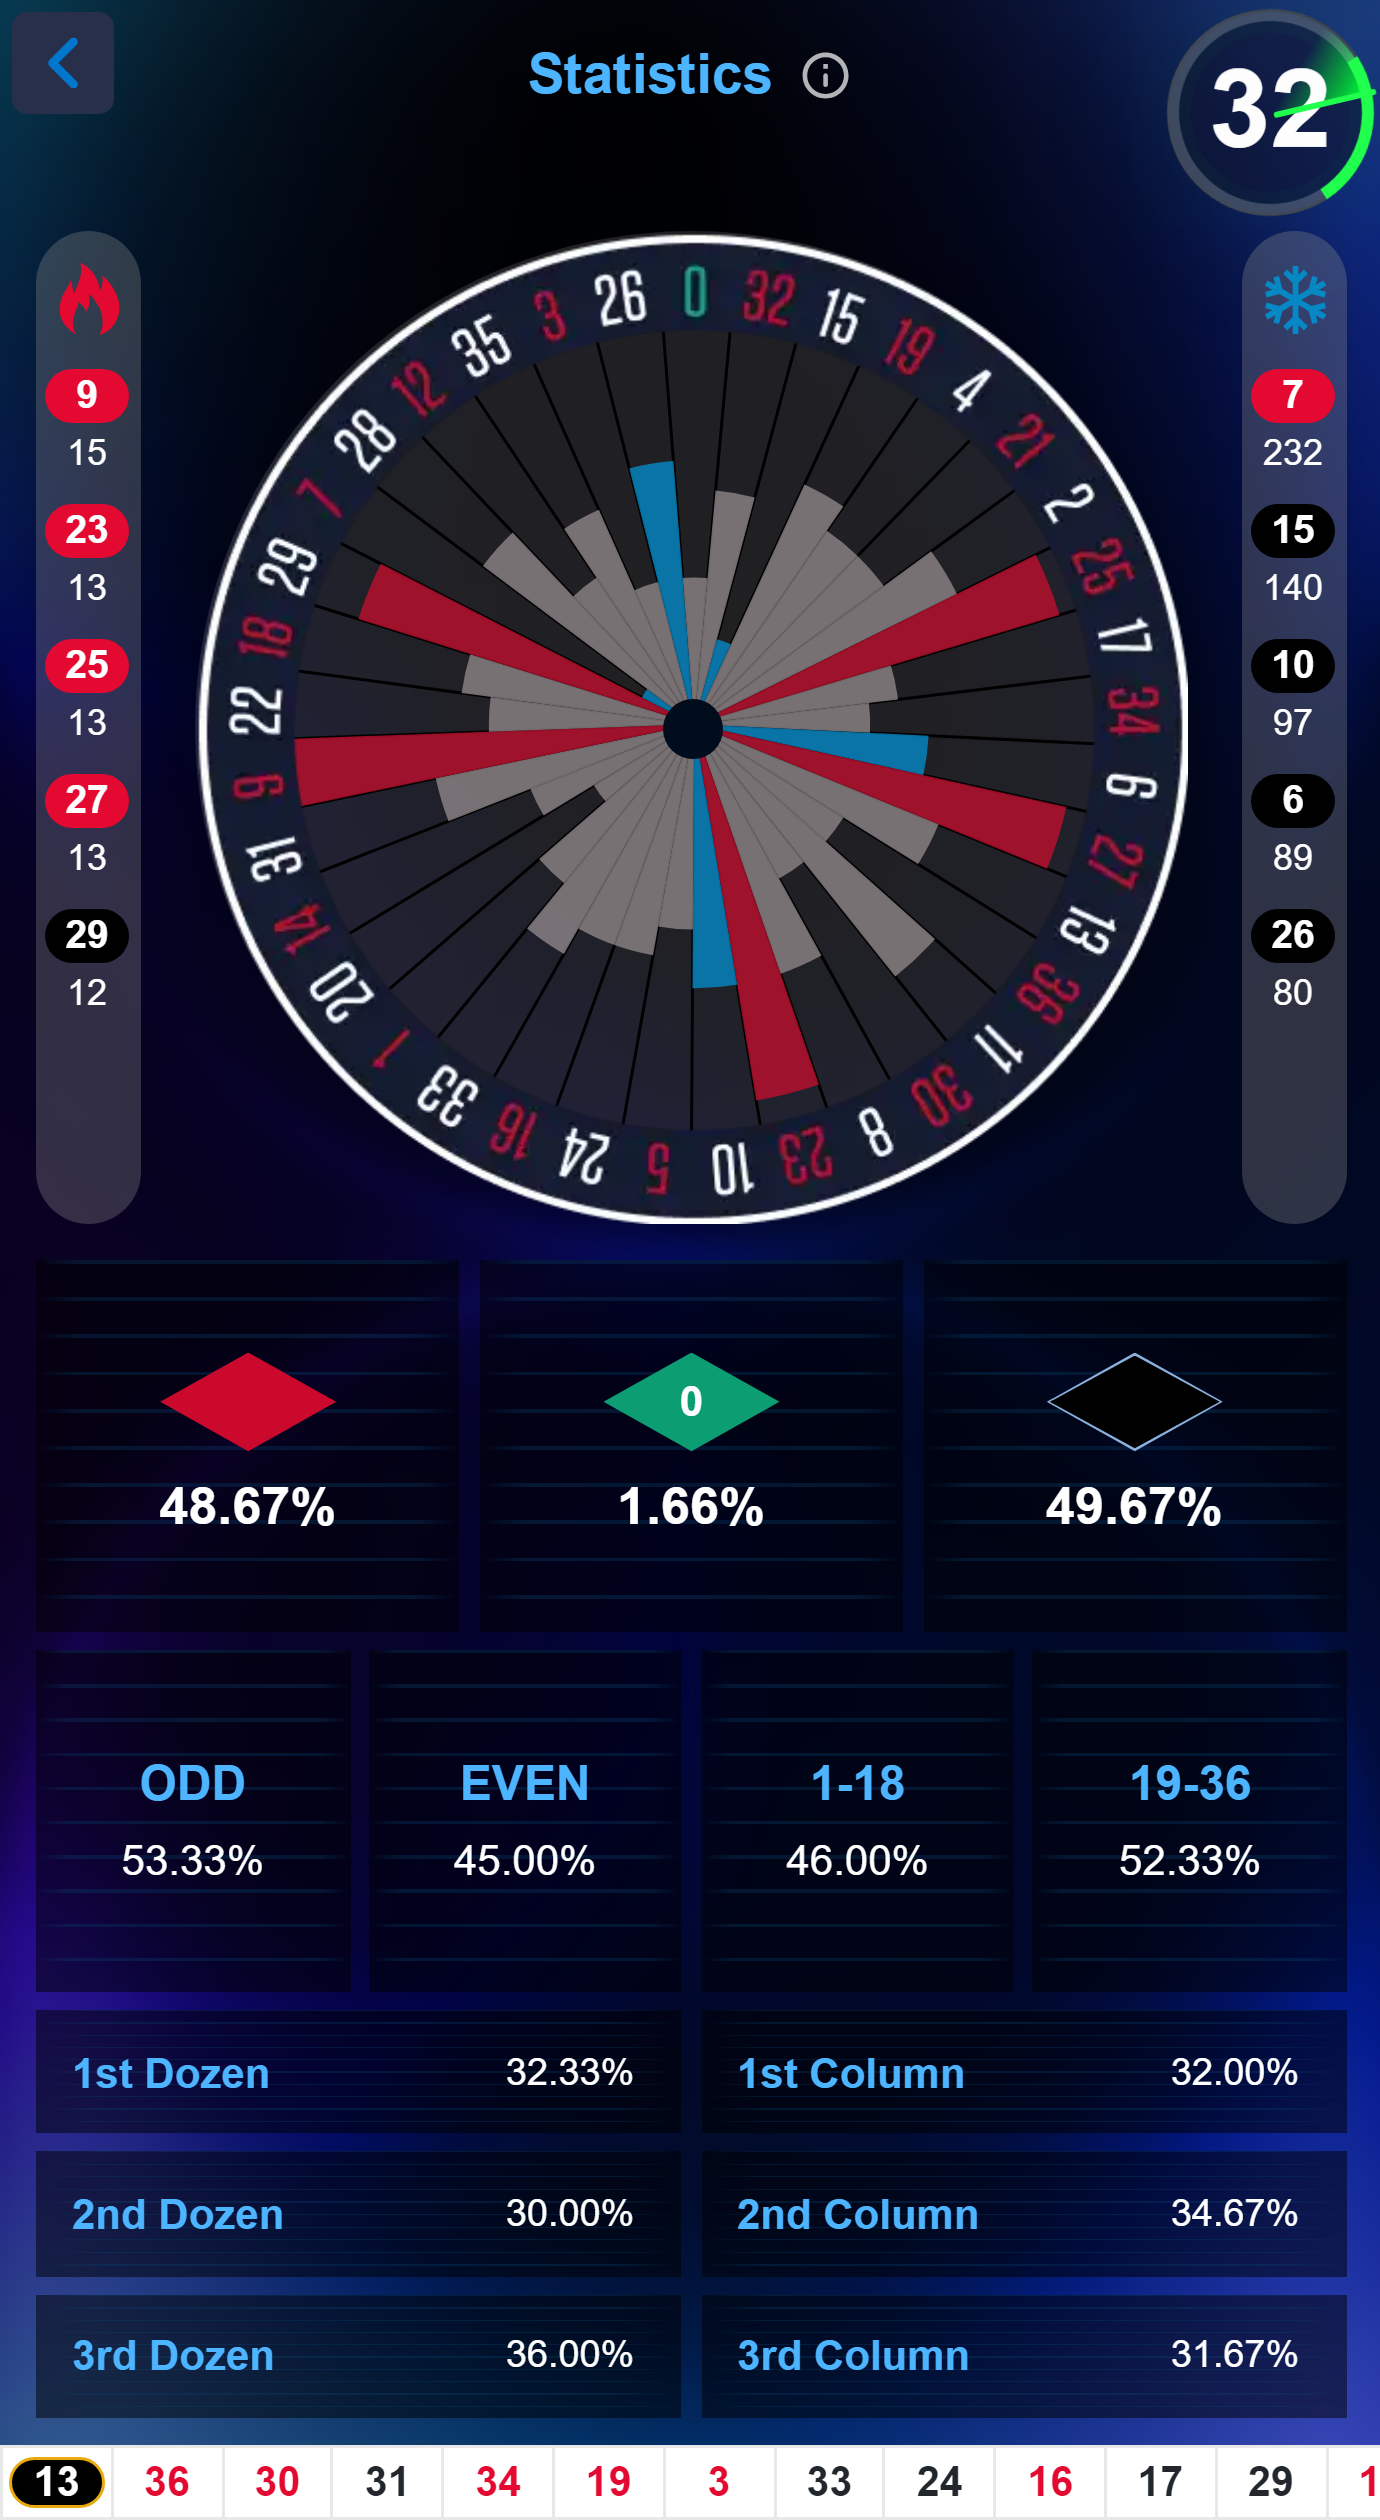 Statistics
32
9
15
23
13
25
13
27
13
29
12
0 32 15 19 4 21 2 25 17 34 6 27 13 36 11 30 8 23 10 5 24 16 33 1 20 14 31 9 22 18 29 7 28 12 35 3 26
7
232
15
140
10
97
6
89
26
80
0
48.67% 1.66% 49.67%
ODD EVEN 1-18 19-36
53.33% 45.00% 46.00% 52.33%
1st Dozen 32.33% 1st Column 32.00%
2nd Dozen 30.00% 2nd Column 34.67%
3rd Dozen 36.00% 3rd Column 31.67%
13 36 30 31 34 19 3 33 24 16 17 29